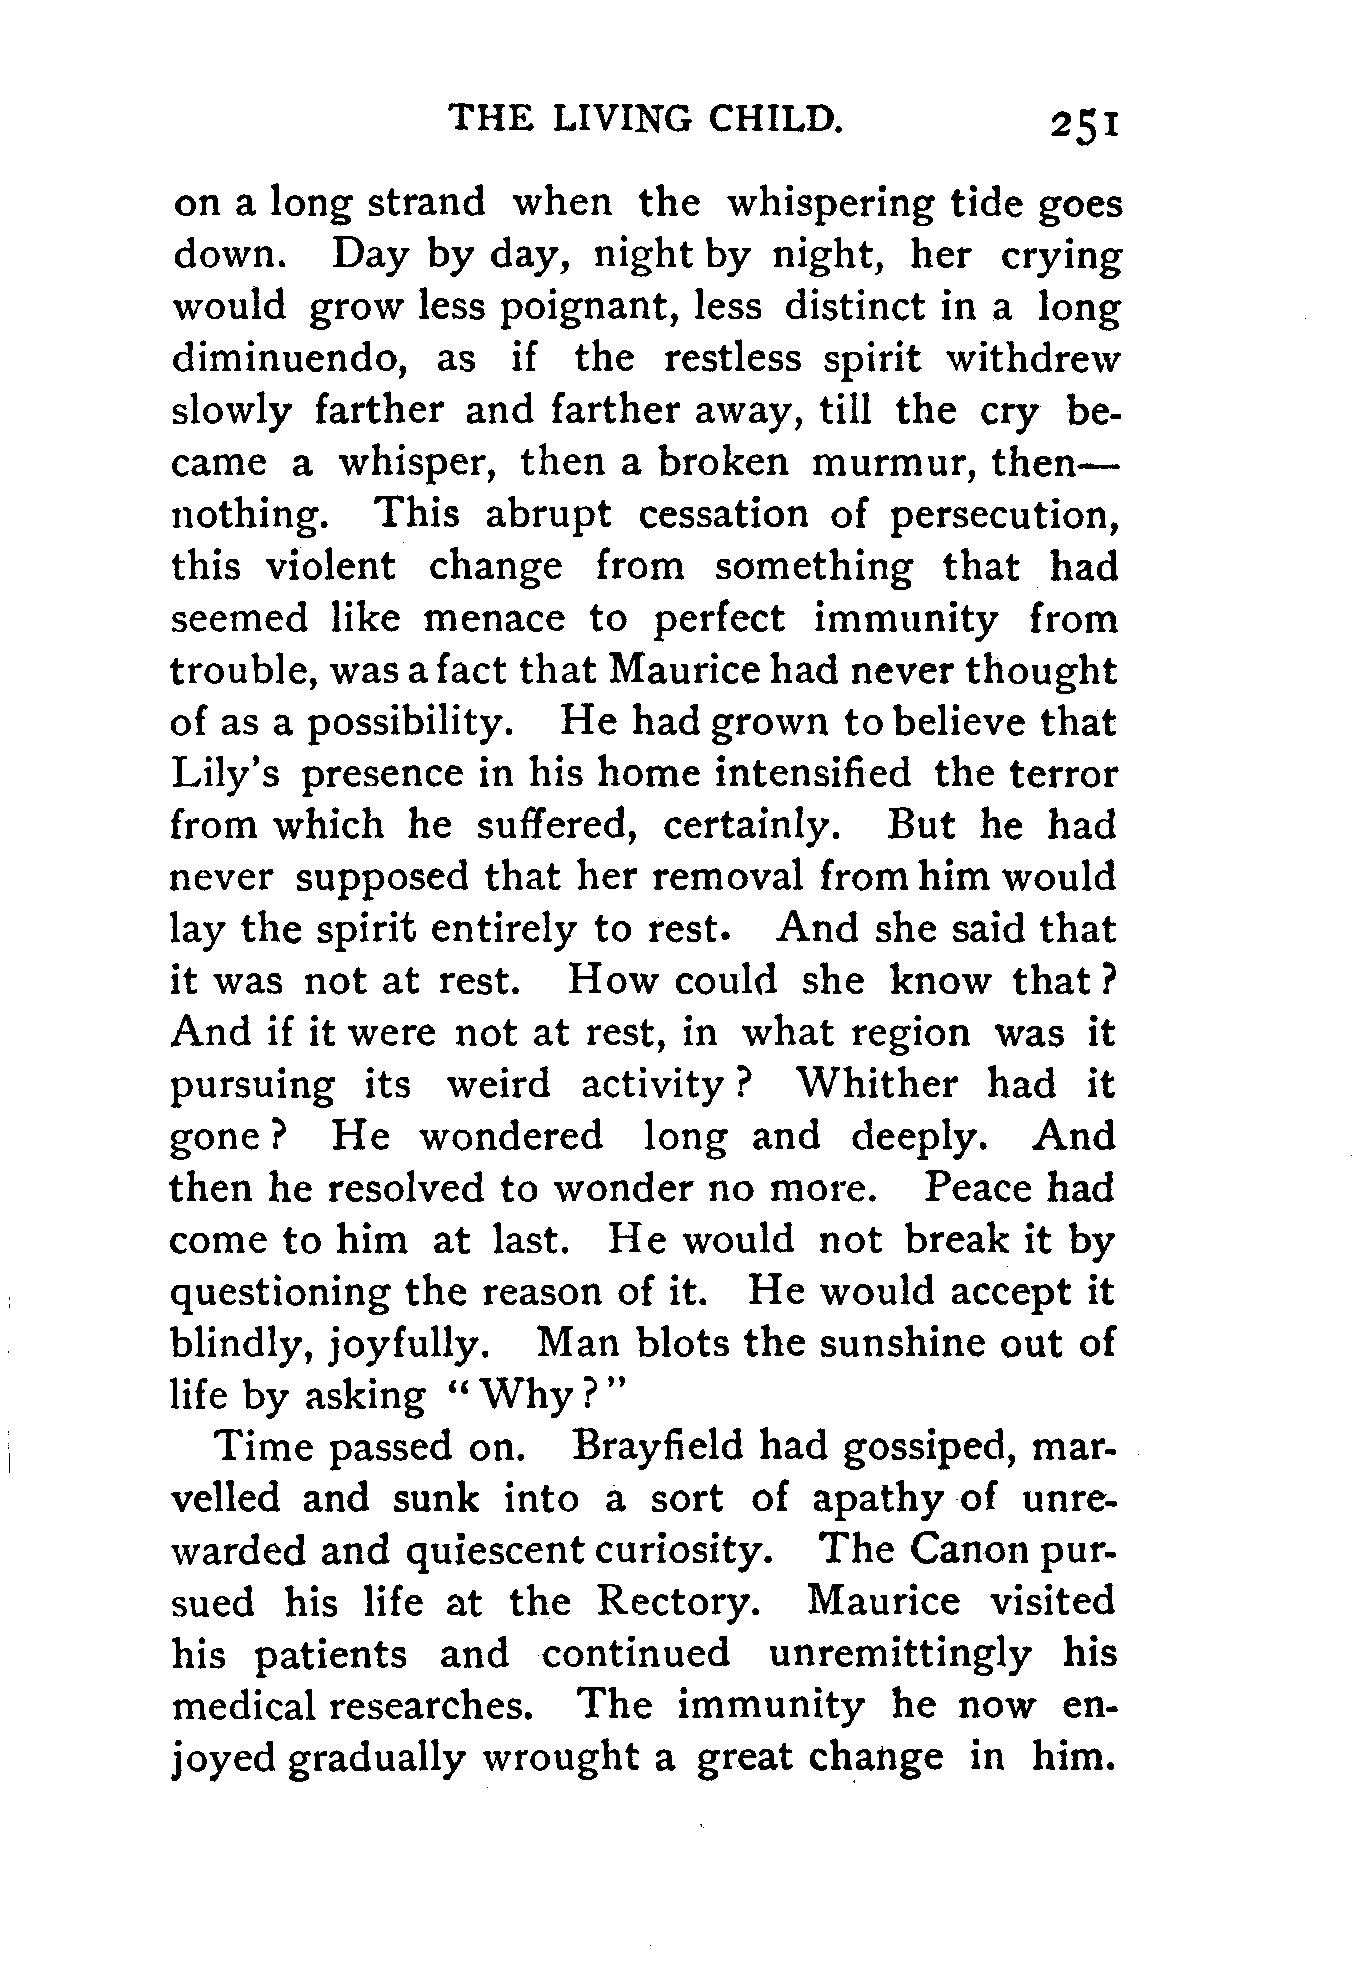 THE LIVING CHILD. 251
on a long strand when the whispering tide goes
down. Day by day, night by night, her crying
would grow less poignant, less distinct in a long
diminuendo, as if the restless spirit withdrew
slowly farther and farther away, till the cry be-
came a whisper, then a broken murmur, then—
nothing. This abrupt cessation of persecution,
this violent change from something that had
seemed like menace to perfect immunity from
trouble, was a fact that Maurice had never thought
of as a possibility. He had grown to believe that
Lily's presence in his home intensified the terror
from which he suffered, certainly. But he had
never supposed that her removal from him would
lay the spirit entirely to rest. And she said that
it was not at rest. How could she know that?
And if it were not at rest, in what region was it
pursuing its weird activity? Whither had it
gone? He wondered long and deeply. And
then he resolved to wonder no more. Peace had
come to him at last. He would not break it by
questioning the reason of it. He would accept it
blindly, joyfully. Man blots the sunshine out of
life by asking "Why?"
Time passed on. Brayfield had gossiped, mar-
velled and sunk into a sort of apathy of unre-
warded and quiescent curiosity. The Canon pur-
sued his life at the Rectory. Maurice visited
his patients and continued unremittingly his
medical researches. The immunity he now en-
joyed gradually wrought a great change in him.